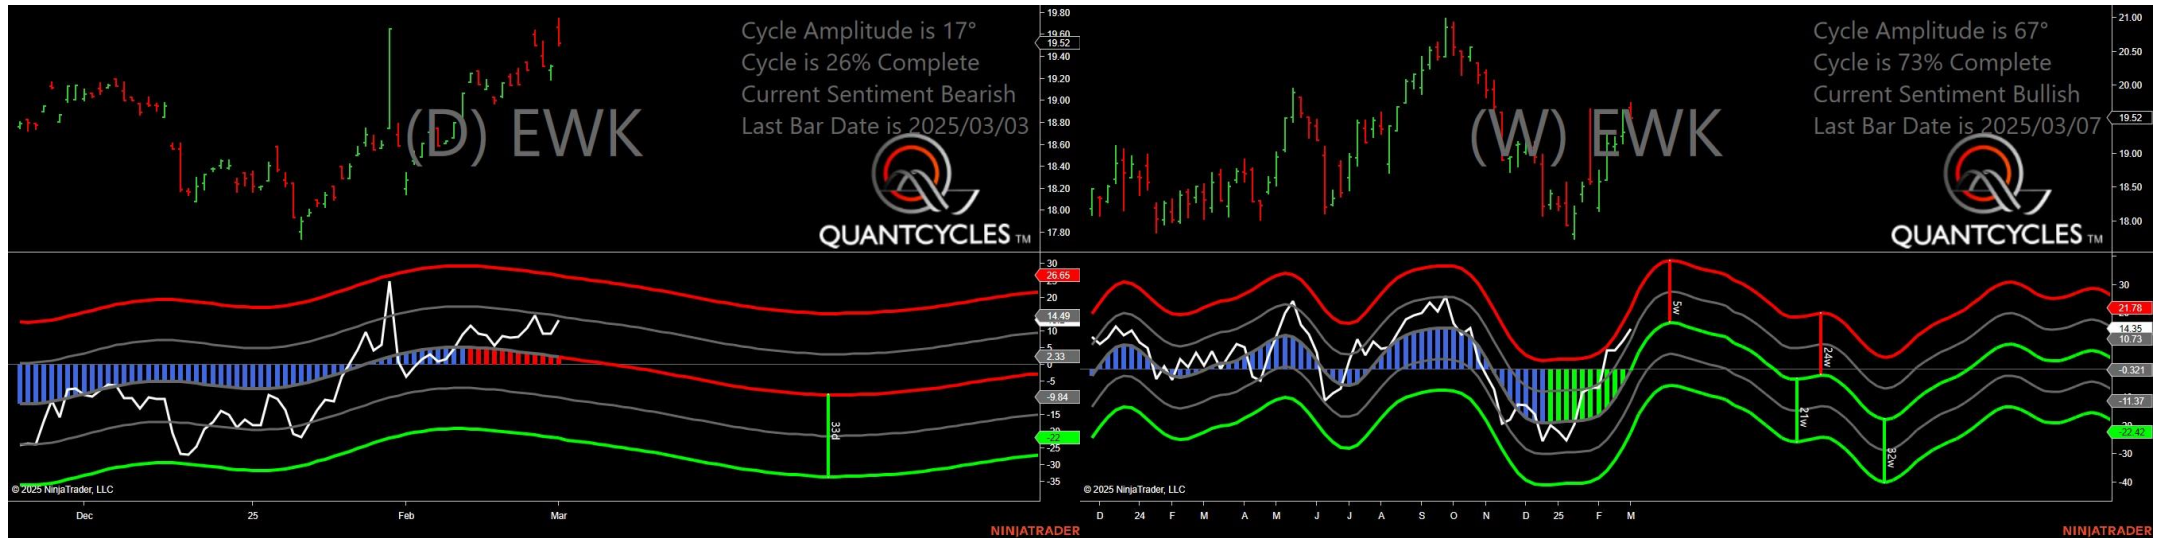 Cycle Amplitude is 17°
Cycle is 26% Complete
Current Sentiment Bearish
Last Bar Date is 2025/03/03
(D) EWK
QUANTCYCLES TM
19.80
19.60
19.52
19.40
19.20
19.00
18.80
18.60
18.40
18.20
18.00
17.80
30
26.65
25
20
14.49
10
5
2.33
0
-5
-9.84
-15
-20
-22
-25
-30
-35
33d
© 2025 NinjaTrader, LLC
Dec 25 Feb Mar
NINJATRADER
Cycle Amplitude is 67°
Cycle is 73% Complete
Current Sentiment Bullish
Last Bar Date is 2025/03/07
(W) EWK
QUANTCYCLES TM
21.00
20.50
20.00
19.52
19.00
18.50
18.00
30
21.78
14.35
10.73
-0.321
-11.37
-22.42
-30
-40
5w
24w
21w
32w
© 2025 NinjaTrader, LLC
D 24 F M A M J J A S O N D 25 F M
NINJATRADER